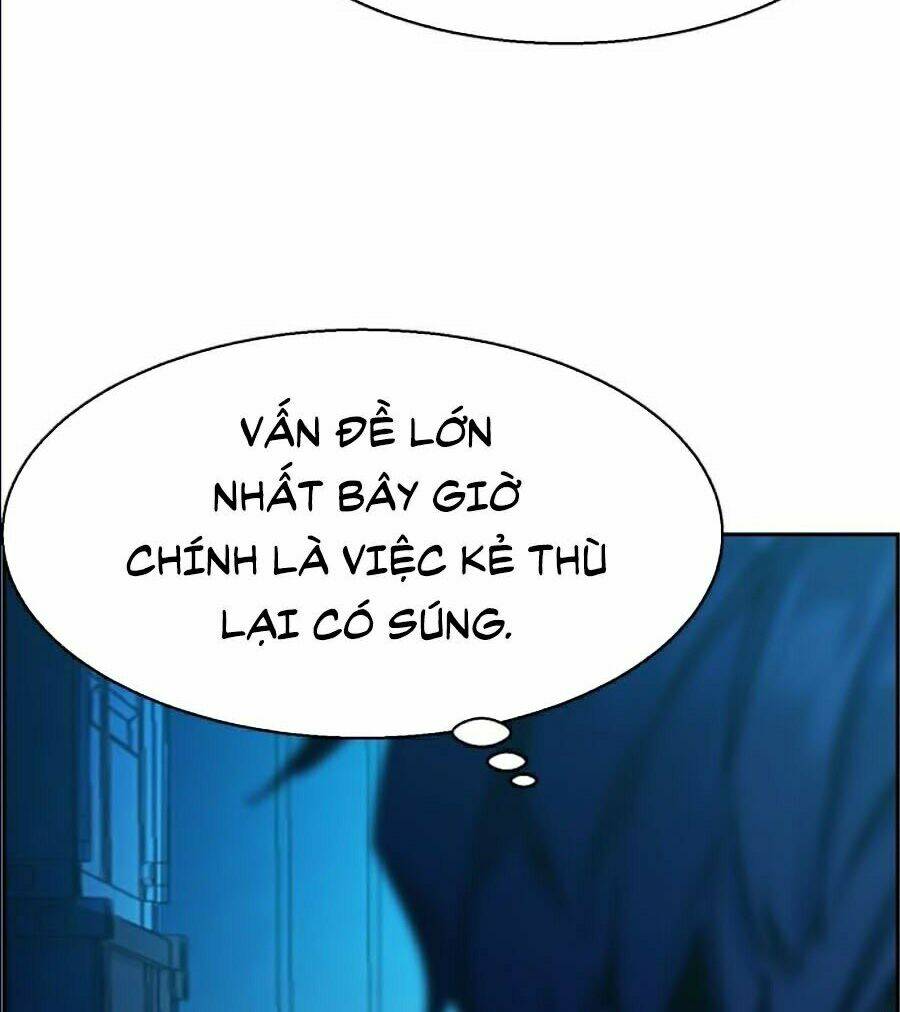 VẤN ĐỀ LỚN
NHẤT BÂY GIỜ
CHÍNH LÀ VIỆC KẺ THÙ
LẠI CÓ SÚNG.